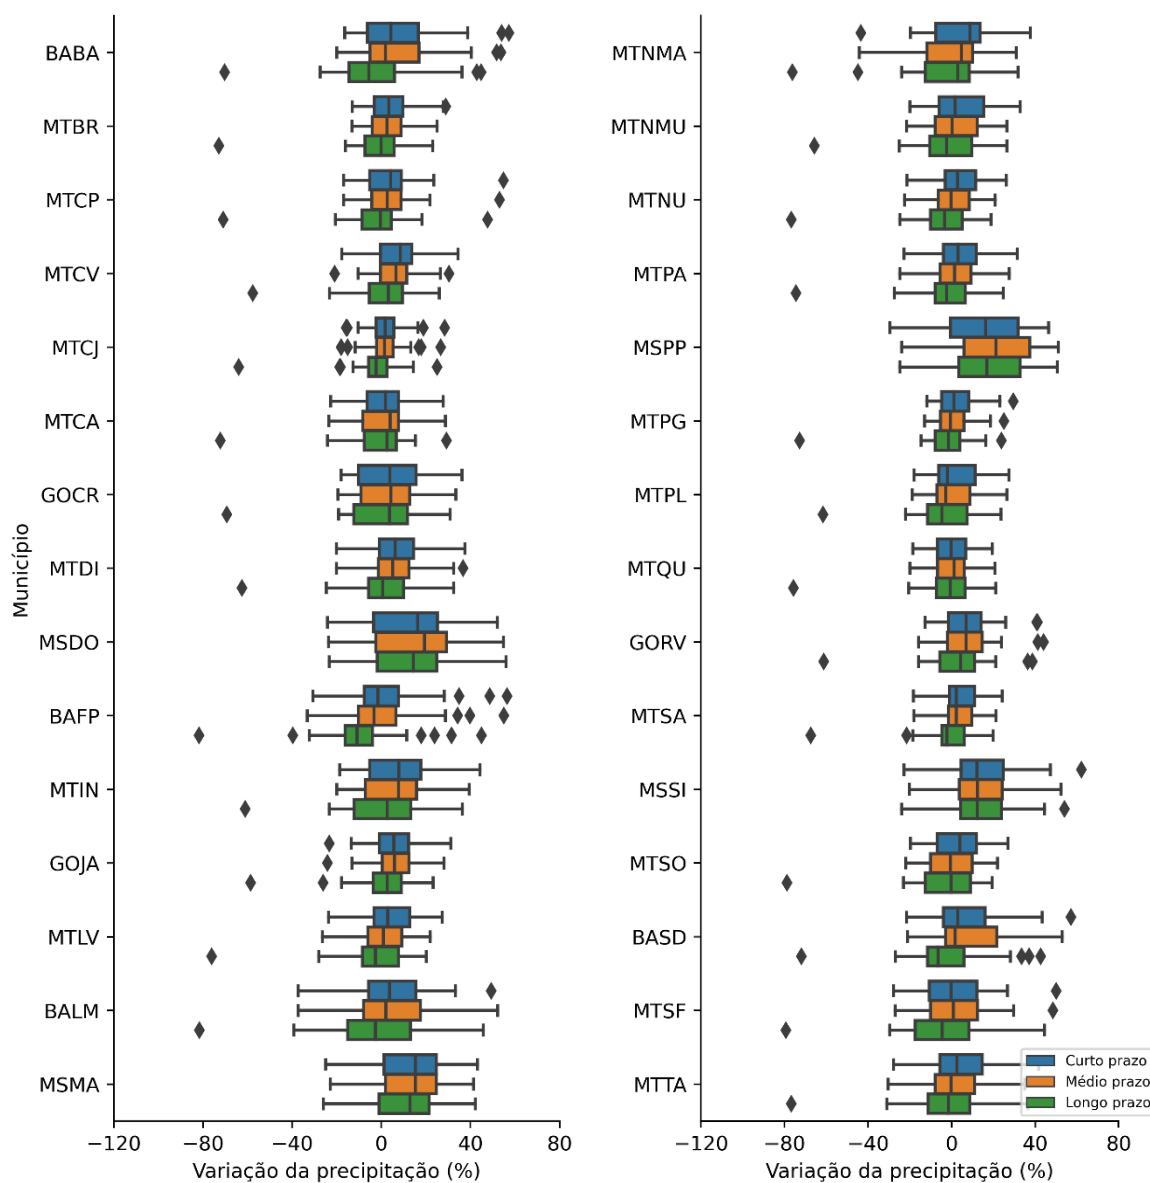 Município
BABA
MTBR
MTCP
MTCV
MTCJ
MTCA
GOCR
MTDI
MSDO
BAFP
MTIN
GOJA
MTLV
BALM
MSMA
−120 −80 −40 0 40 80
Variação da precipitação (%)
MTNMA
MTNMU
MTNU
MTPA
MSPP
MTPG
MTPL
MTQU
GORV
MTSA
MSSI
MTSO
BASD
MTSF
MTTA
Curto prazo
Médio prazo
Longo prazo
−120 −80 −40 0 40 80
Variação da precipitação (%)